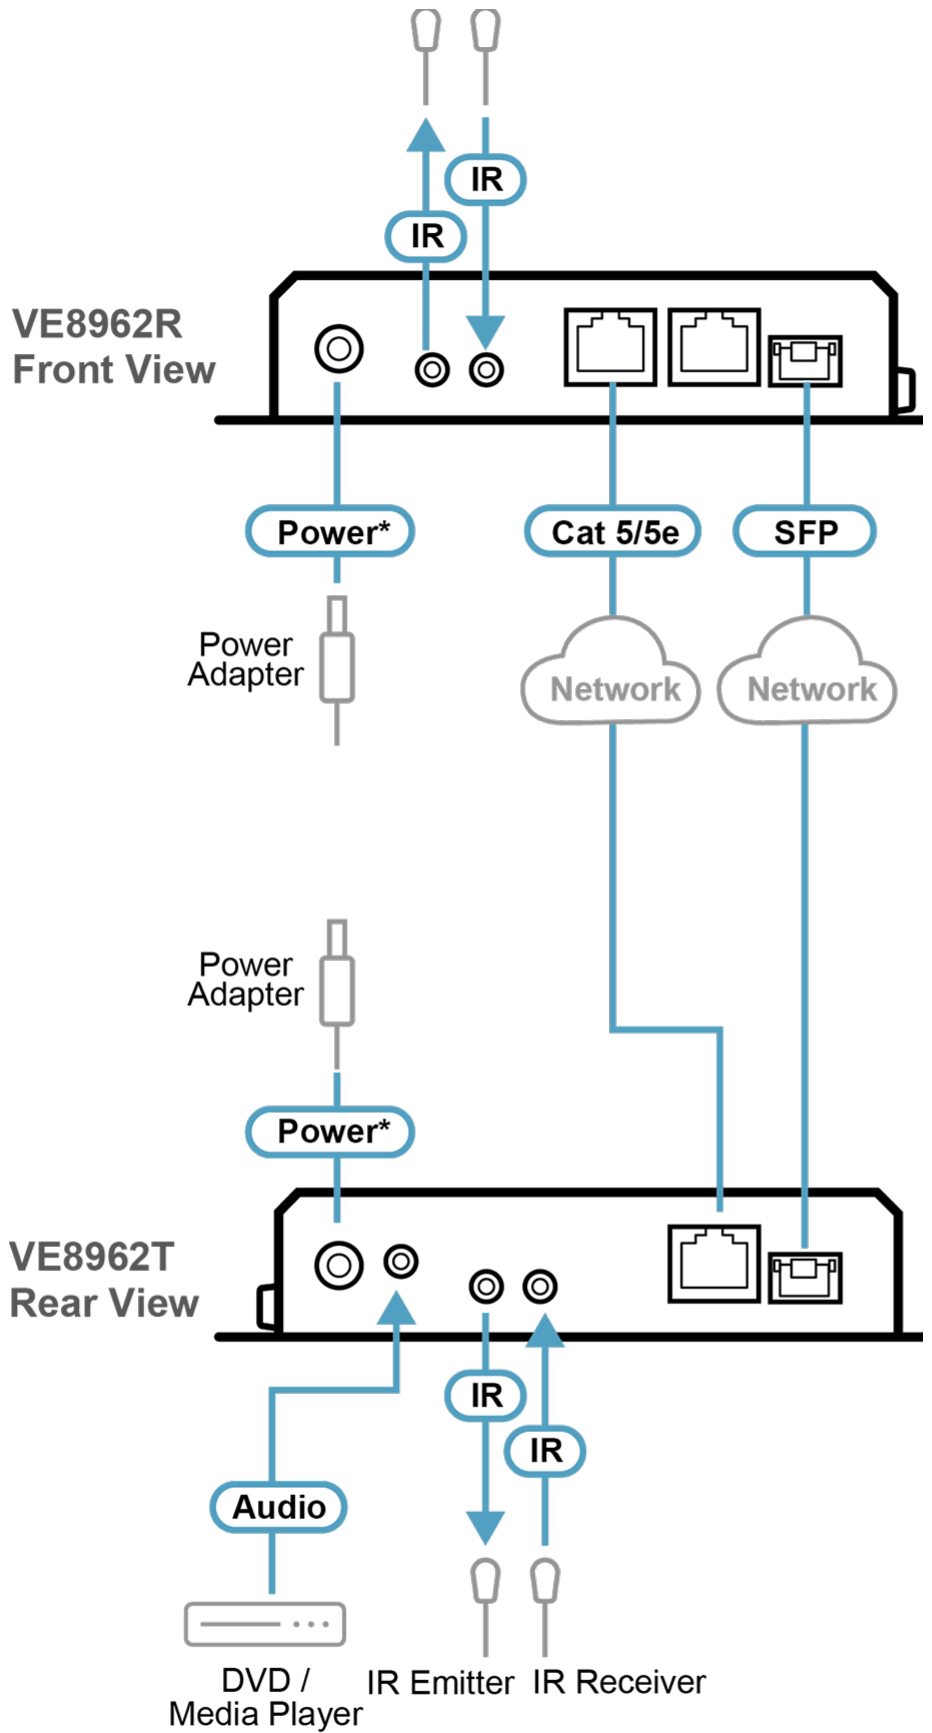 IR
IR
VE8962R
Front View
Power*
Cat 5/5e
SFP
Power
Adapter
Network
Network
Power
Adapter
Power*
VE8962T
Rear View
IR
IR
Audio
DVD /
Media Player
IR Emitter
IR Receiver